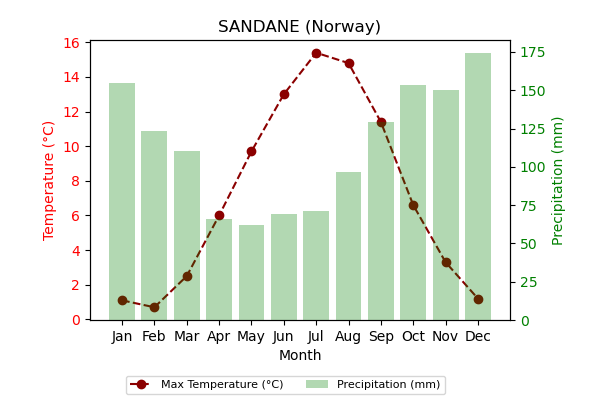 SANDANE (Norway)
16
14
12
10
8
6
4
2
0
Temperature (°C)
175
150
125
100
75
50
25
0
Precipitation (mm)
Jan Feb Mar Apr May Jun Jul Aug Sep Oct Nov Dec
Month
Max Temperature (°C) Precipitation (mm)